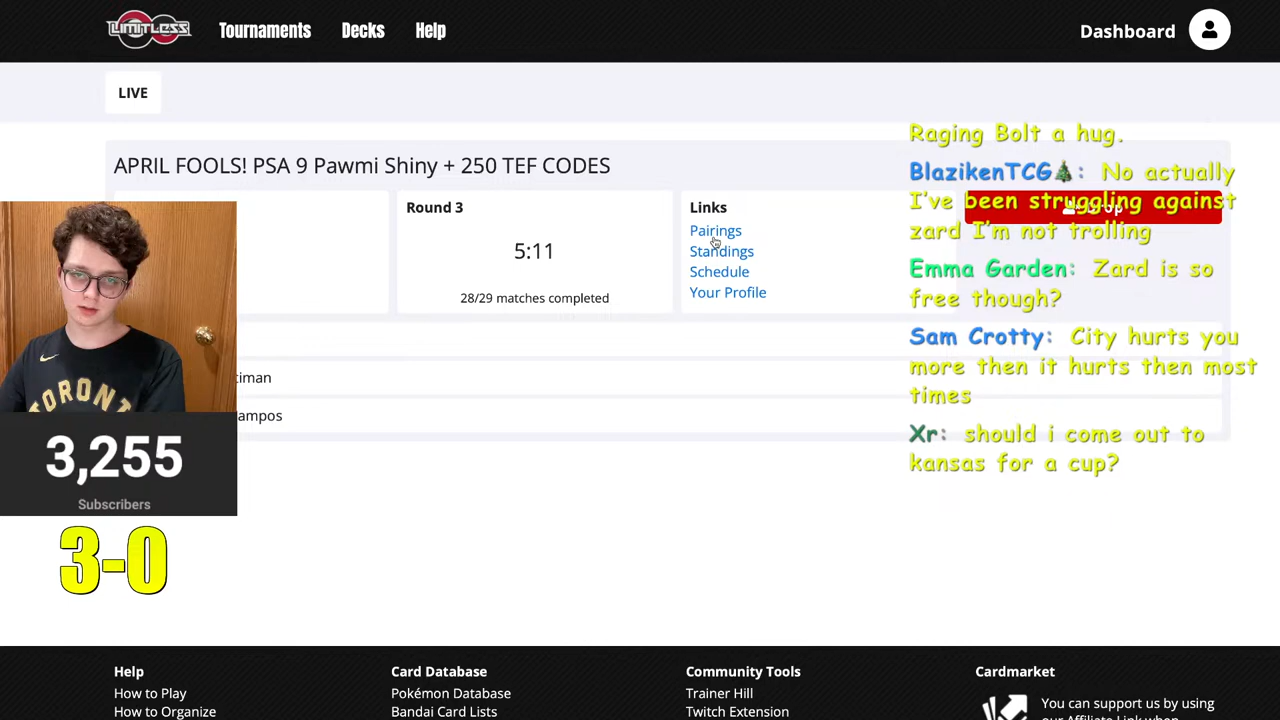 LIMITLESS
Tournaments
Decks
Help
Dashboard
LIVE
APRIL FOOLS! PSA 9 Pawmi Shiny + 250 TEF CODES
Round 3
5:11
28/29 matches completed
Links
Pairings
Standings
Schedule
Your Profile
timan
ampos
Raging Bolt a hug.
BlazikenTCG🎄: No actually
I've been struggling against
zard I'm not trolling
Emma Garden: Zard is so
free though?
Sam Crotty: City hurts you
more then it hurts then most
times
Xr: should i come out to
kansas for a cup?
TORONT
3,255
Subscribers
3-0
Help
How to Play
How to Organize
Card Database
Pokémon Database
Bandai Card Lists
Community Tools
Trainer Hill
Twitch Extension
Cardmarket
You can support us by using
our Affiliate Link when